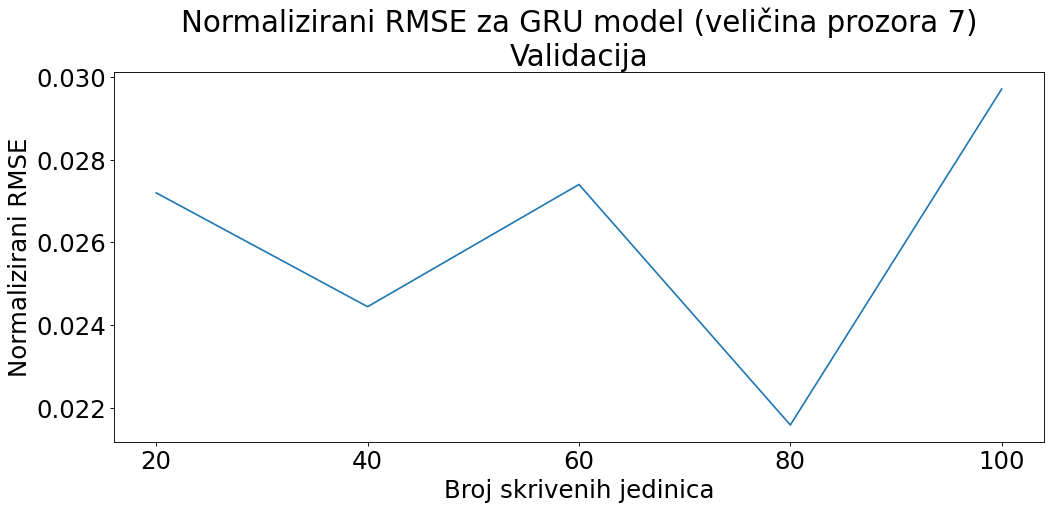 Normalizirani RMSE za GRU model (veličina prozora 7)
Validacija
Normalizirani RMSE
0.030
0.028
0.026
0.024
0.022
20 40 60 80 100
Broj skrivenih jedinica